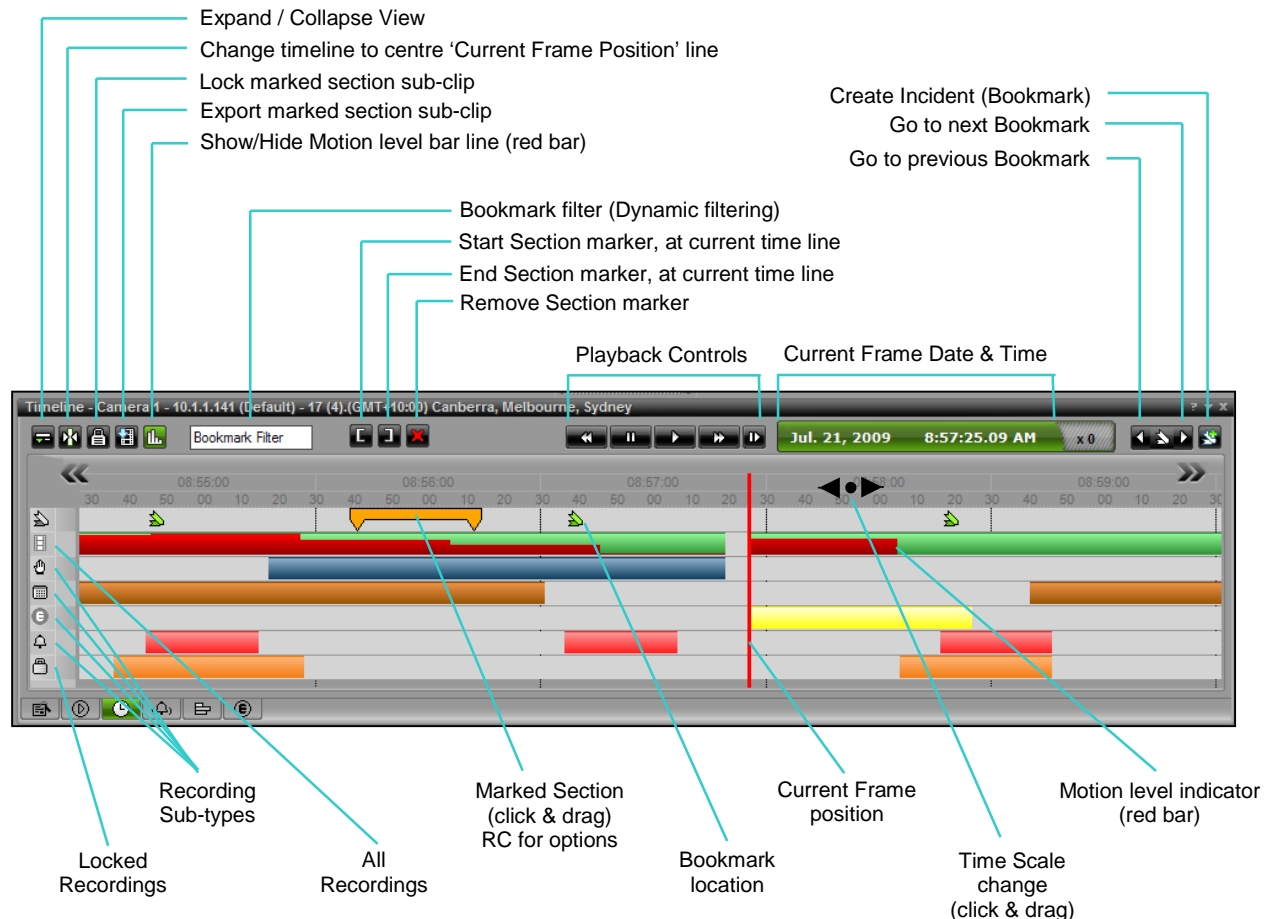 Expand / Collapse View
Change timeline to centre ‘Current Frame Position’ line
Lock marked section sub-clip
Export marked section sub-clip
Show/Hide Motion level bar line (red bar)
Create Incident (Bookmark)
Go to next Bookmark
Go to previous Bookmark
Bookmark filter (Dynamic filtering)
Start Section marker, at current time line
End Section marker, at current time line
Remove Section marker
Playback Controls
Current Frame Date & Time
Timeline - Camera 1 - 10.1.1.141 (Default) - 17 (4).(GMT+10:00) Canberra, Melbourne, Sydney
Bookmark Filter
Jul. 21, 2009 8:57:25.09 AM x 0
08:55:00 08:56:00 08:57:00 08:58:00 08:59:00
30 40 50 00 10 20 30 40 50 00 10 20 30 40 50 00 10 20 30 40 50 00 10 20 30 40 50 00 10 20 30
E
E
Recording
Sub-types
Marked Section
(click & drag)
RC for options
Current Frame
position
Motion level indicator
(red bar)
Locked
Recordings
All
Recordings
Bookmark
location
Time Scale
change
(click & drag)